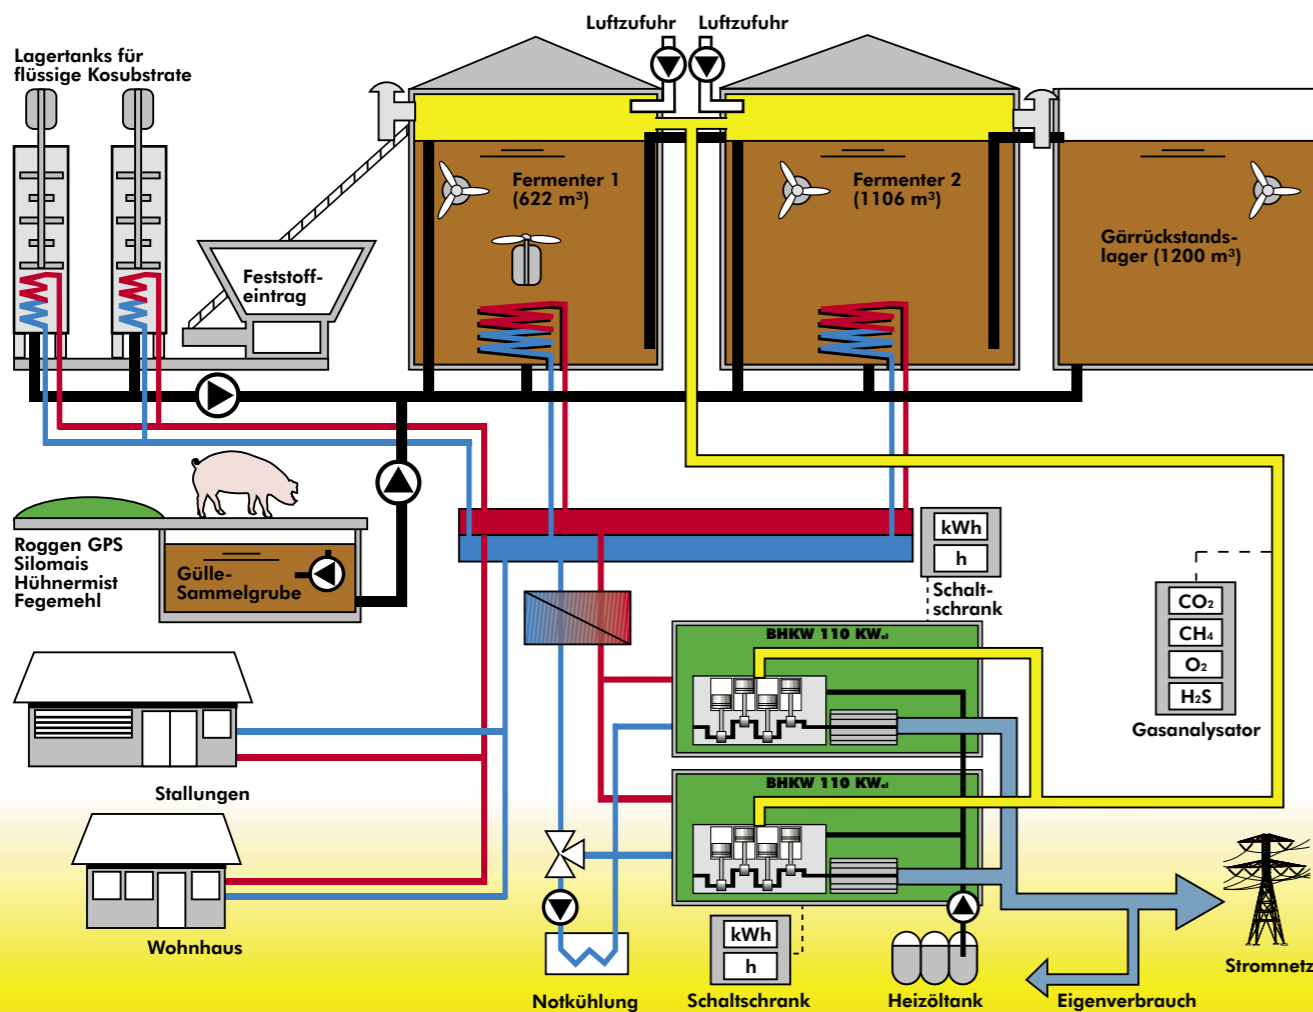 Luftzufuhr
Luftzufuhr
Lagertanks für
flüssige Kosubstrate
Fermenter 1
(622 m³)
Fermenter 2
(1106 m³)
Gärrückstands-
lager (1200 m³)
Feststoff-
eintrag
Roggen GPS
Silomais
Hühnermist
Fegemehl
Gülle-
Sammelgrube
kWh
h
Schalt-
schrank
CO₂
CH₄
O₂
H₂S
Gasanalysator
BHKW 110 KWel
BHKW 110 KWel
Stallungen
Wohnhaus
kWh
h
Notkühlung
Schaltschrank
Heizöltank
Eigenverbrauch
Stromnetz